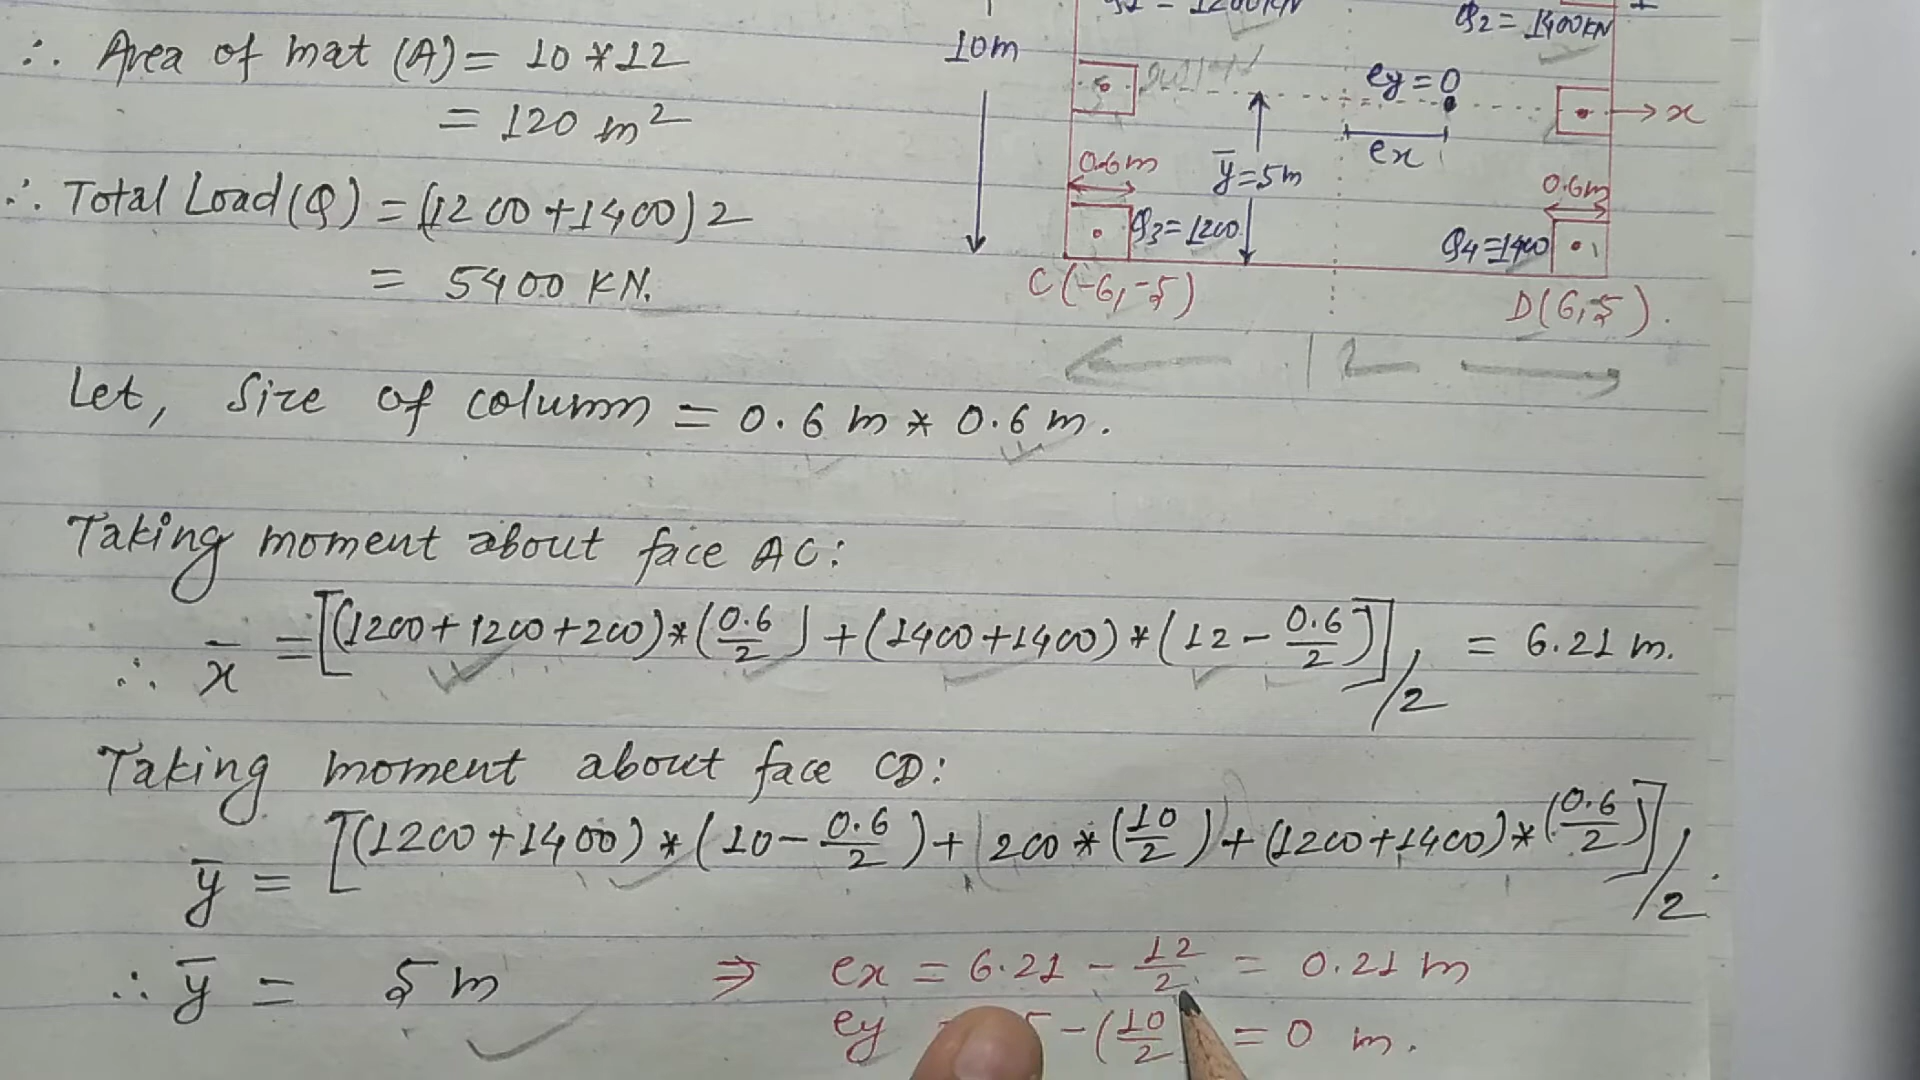 Q1 = 1200KN
Q2 = 1400KN
∴ Area of mat (A) = 10 * 12
10m
ey = 0
= 120 m²
x
ex
0.6m
ȳ = 5m
0.6m
∴ Total Load (Q) = (1200 + 1400) 2
Q3 = 1200
Q4 = 1400
= 5400 KN.
C (-6, -5)
D (6, -5).
12
Let, Size of column = 0.6 m * 0.6 m.
Taking moment about face AC:
∴ x̄ = [(1200 + 1200 + 200) * (0.6/2) + (1400 + 1400) * (12 - 0.6/2)]/2 = 6.21 m.
Taking moment about face CD:
ȳ = [(1200 + 1400) * (10 - 0.6/2) + 200 * (10/2) + (1200 + 1400) * (0.6/2)]/2.
∴ ȳ = 5 m ⇒ ex = 6.21 - 12/2 = 0.21 m
ey - (10/2 = 0 m.